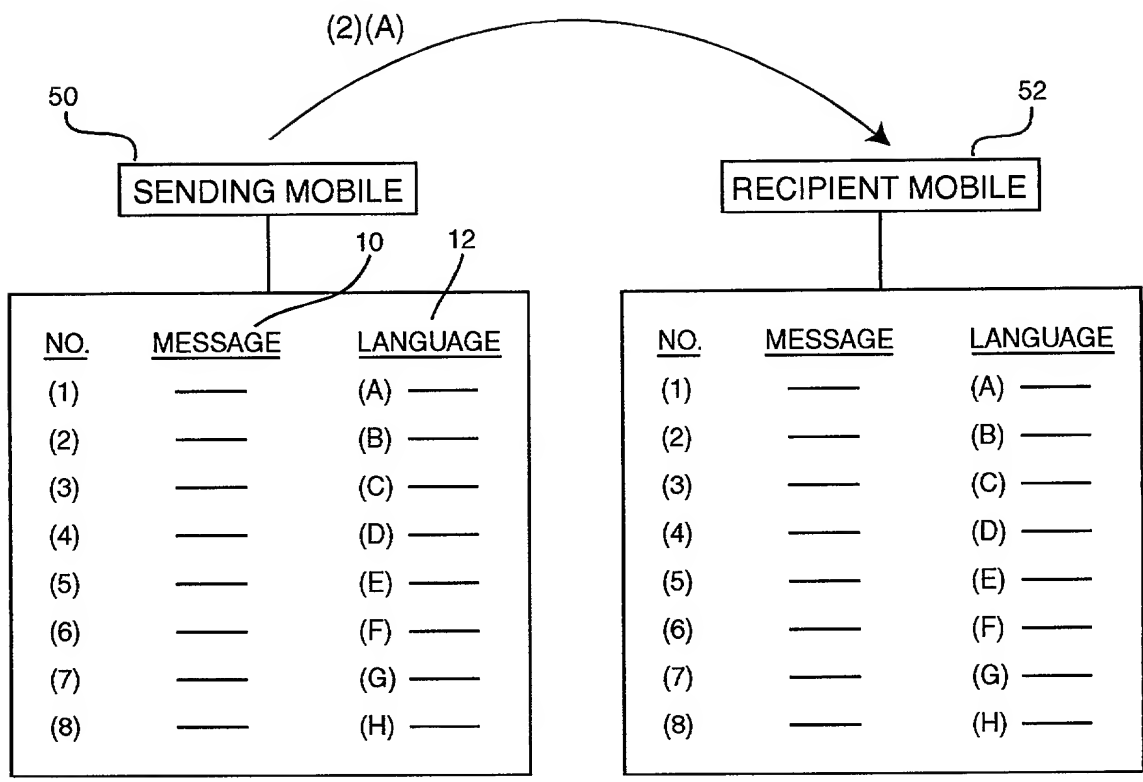 (2)(A)
50 52
SENDING MOBILE RECIPIENT MOBILE
10 12
NO. MESSAGE LANGUAGE
(1) (A)
(2) (B)
(3) (C)
(4) (D)
(5) (E)
(6) (F)
(7) (G)
(8) (H)
NO. MESSAGE LANGUAGE
(1) (A)
(2) (B)
(3) (C)
(4) (D)
(5) (E)
(6) (F)
(7) (G)
(8) (H)